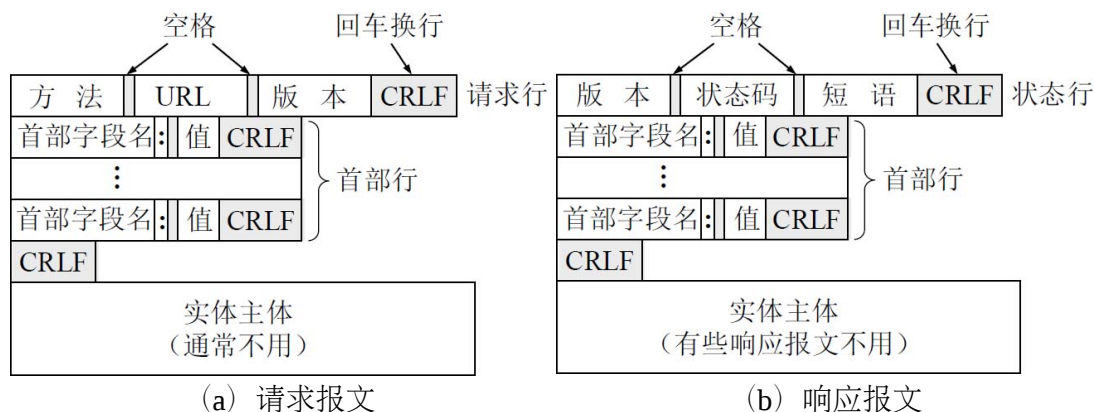 空格 回车换行
方 法 URL 版 本 CRLF 请求行
首部字段名: 值 CRLF
⋮
首部行
首部字段名: 值 CRLF
CRLF
实体主体
（通常不用）
（a）请求报文
空格 回车换行
版 本 状态码 短 语 CRLF 状态行
首部字段名: 值 CRLF
⋮
首部行
首部字段名: 值 CRLF
CRLF
实体主体
（有些响应报文不用）
（b）响应报文